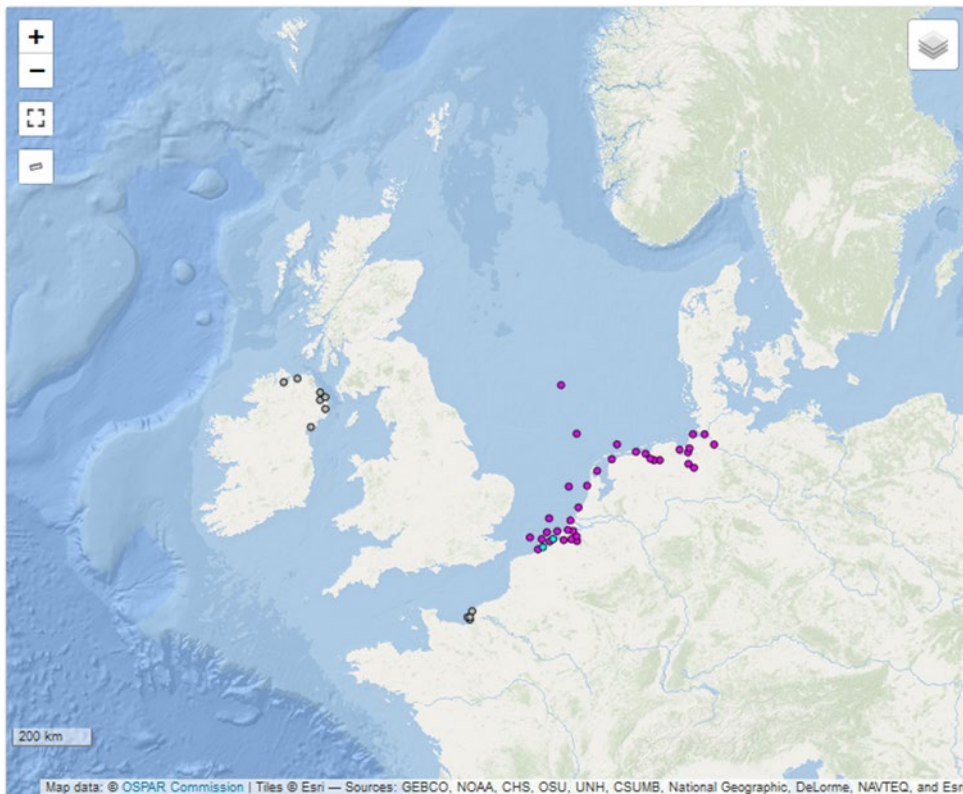 +
−
200 km
Map data: © OSPAR Commission | Tiles © Esri — Sources: GEBCO, NOAA, CHS, OSU, UNH, CSUMB, National Geographic, DeLorme, NAVTEQ, and Esri